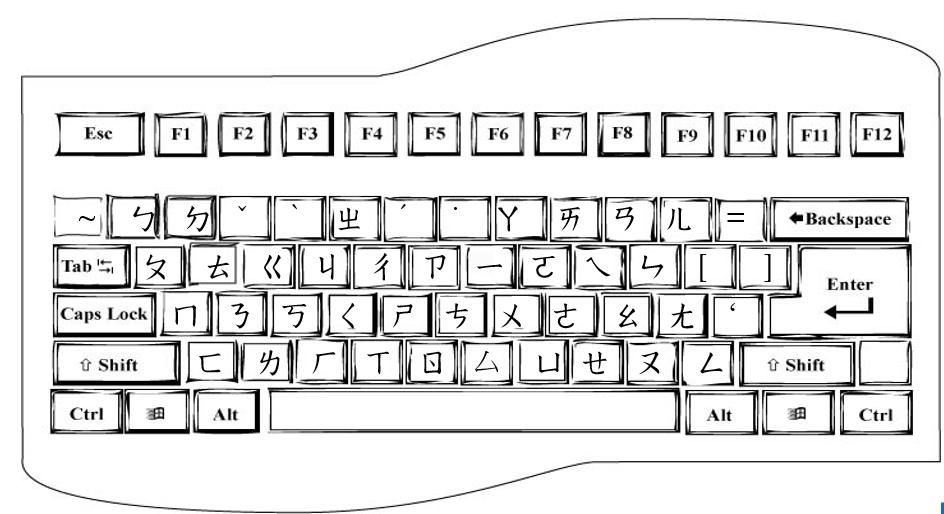 Esc F1 F2 F3 F4 F5 F6 F7 F8 F9 F10 F11 F12
~ ㄅ ㄉ ˇ ˋ ㄓ ˊ ˙ ㄚ ㄞ ㄢ ㄦ = Backspace
Tab ㄆ ㄊ ㄍ ㄐ ㄔ ㄗ ㄧ ㄛ ㄟ ㄣ [ ]
Enter
Caps Lock ㄇ ㄋ ㄎ ㄑ ㄕ ㄘ ㄨ ㄜ ㄠ ㄤ ‘
⇧ Shift ㄈ ㄌ ㄏ ㄒ ㄖ ㄙ ㄩ ㄝ ㄡ ㄥ ⇧ Shift
Ctrl Alt Alt Ctrl